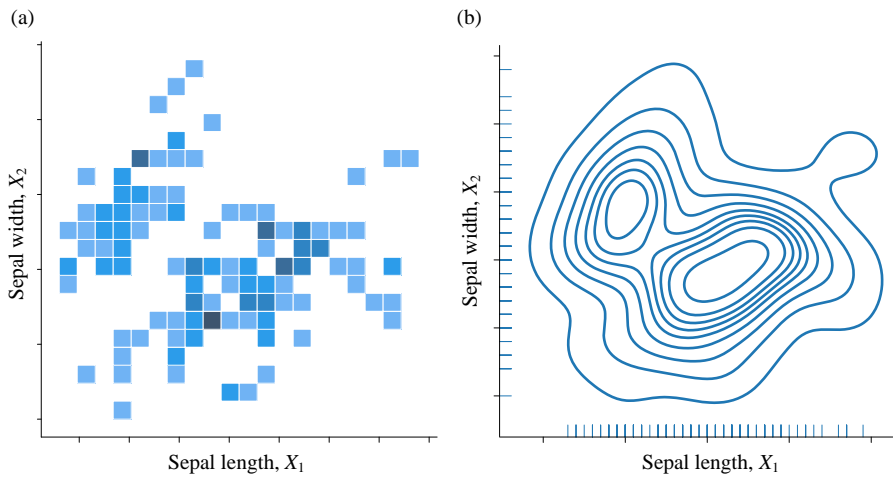 (a)
Sepal width, X₂
Sepal length, X₁
(b)
Sepal width, X₂
Sepal length, X₁